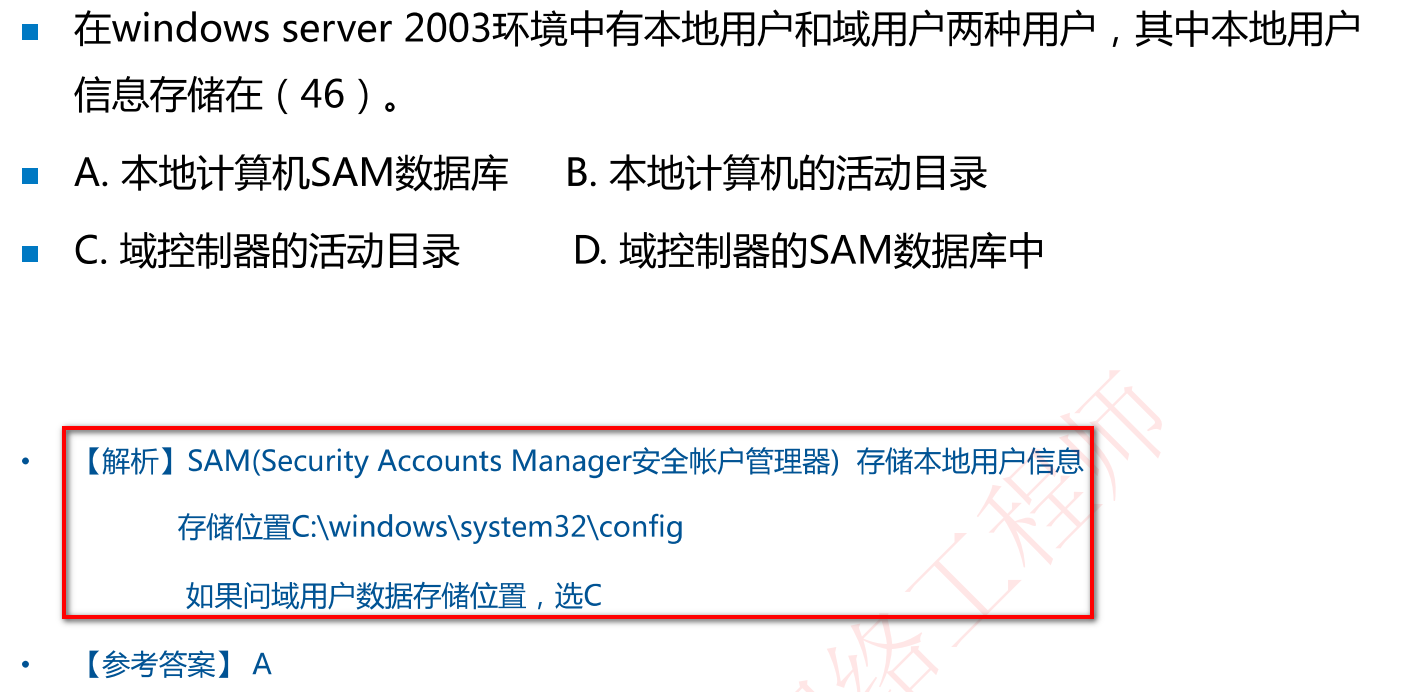 在windows server 2003环境中有本地用户和域用户两种用户，其中本地用户
信息存储在（46）。
A. 本地计算机SAM数据库 B. 本地计算机的活动目录
C. 域控制器的活动目录 D. 域控制器的SAM数据库中
【解析】SAM(Security Accounts Manager安全帐户管理器) 存储本地用户信息
存储位置C:\windows\system32\config
如果问域用户数据存储位置，选C
【参考答案】 A
络工程师